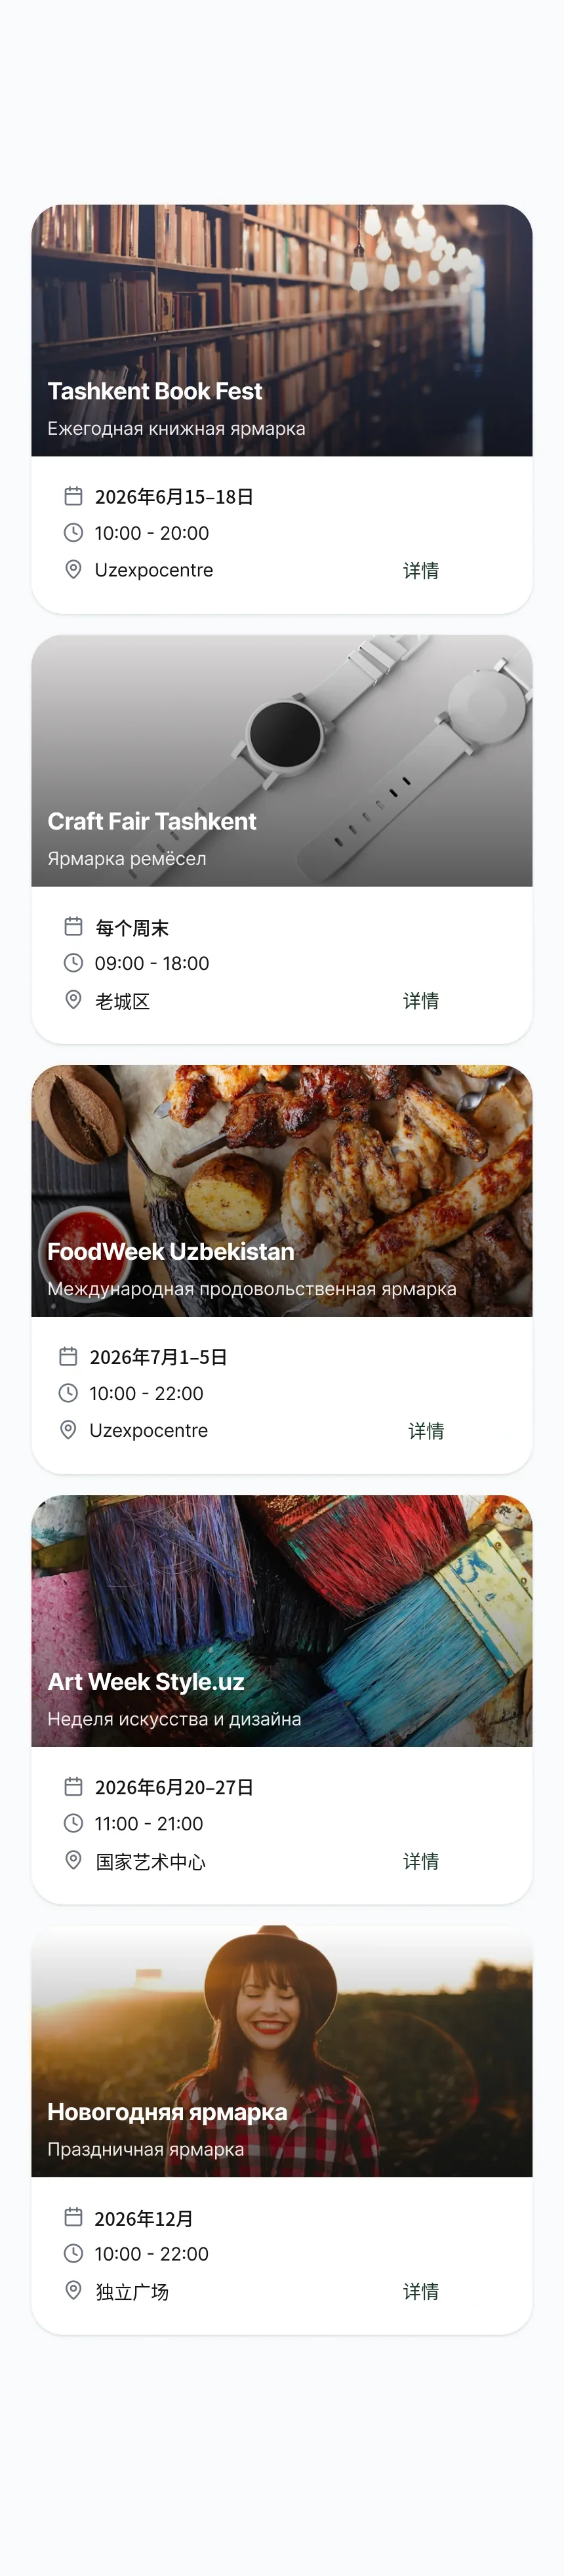 Tashkent Book Fest
Ежегодная книжная ярмарка
2026年6月15–18日
10:00 - 20:00
Uzexpocentre
详情
Craft Fair Tashkent
Ярмарка ремёсел
每个周末
09:00 - 18:00
老城区
详情
FoodWeek Uzbekistan
Международная продовольственная ярмарка
2026年7月1–5日
10:00 - 22:00
Uzexpocentre
详情
Art Week Style.uz
Неделя искусства и дизайна
2026年6月20–27日
11:00 - 21:00
国家艺术中心
详情
Новогодняя ярмарка
Праздничная ярмарка
2026年12月
10:00 - 22:00
独立广场
详情